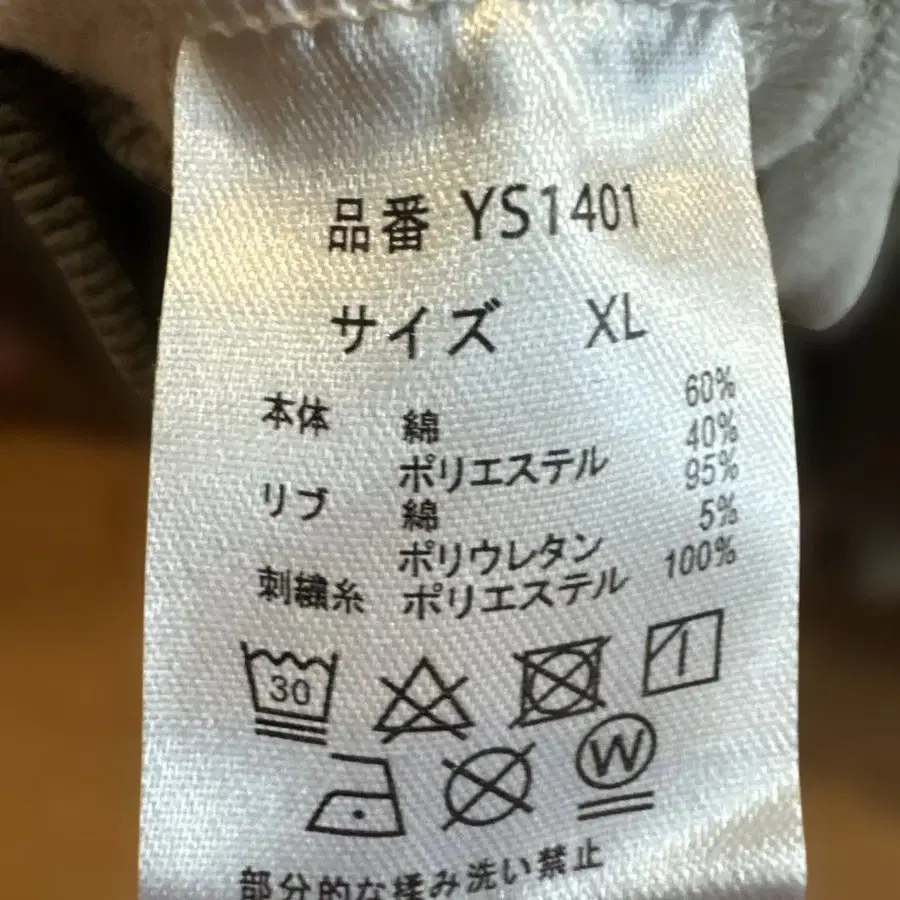 品番 YS1401
サイズ XL
本体 綿 60%
ポリエステル 40%
リブ 綿 95%
ポリウレタン 5%
刺繍糸 ポリエステル 100%
30
W
部分的な揉み洗い禁止